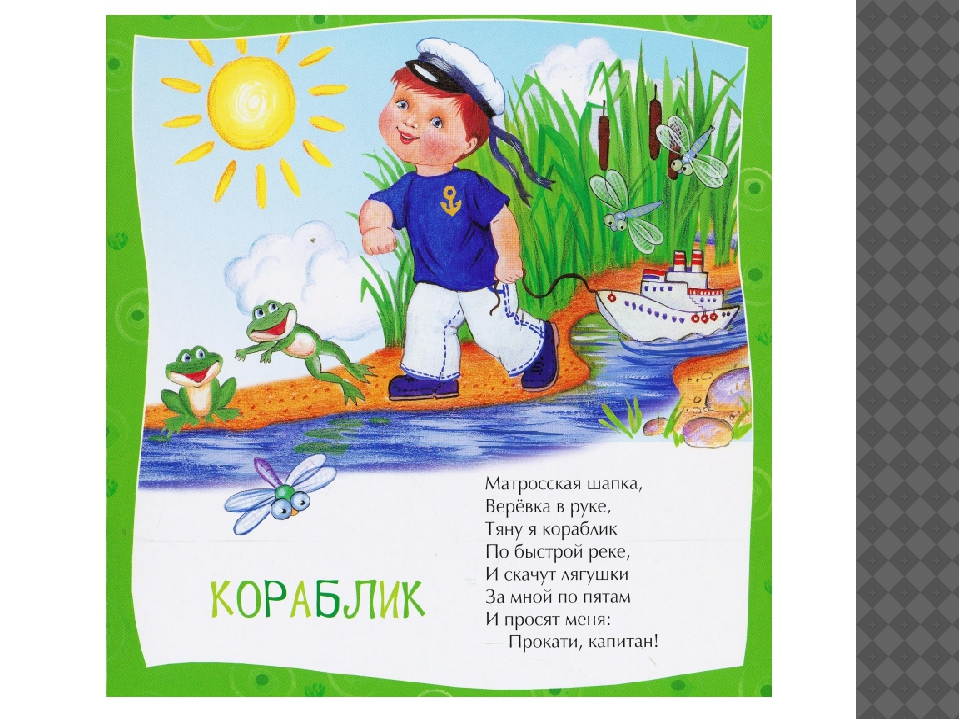 Матросская шапка,
Верёвка в руке,
Тяну я кораблик
По быстрой реке,
И скачут лягушки
За мной по пятам
И просят меня:
— Прокати, капитан!
КОРАБЛИК